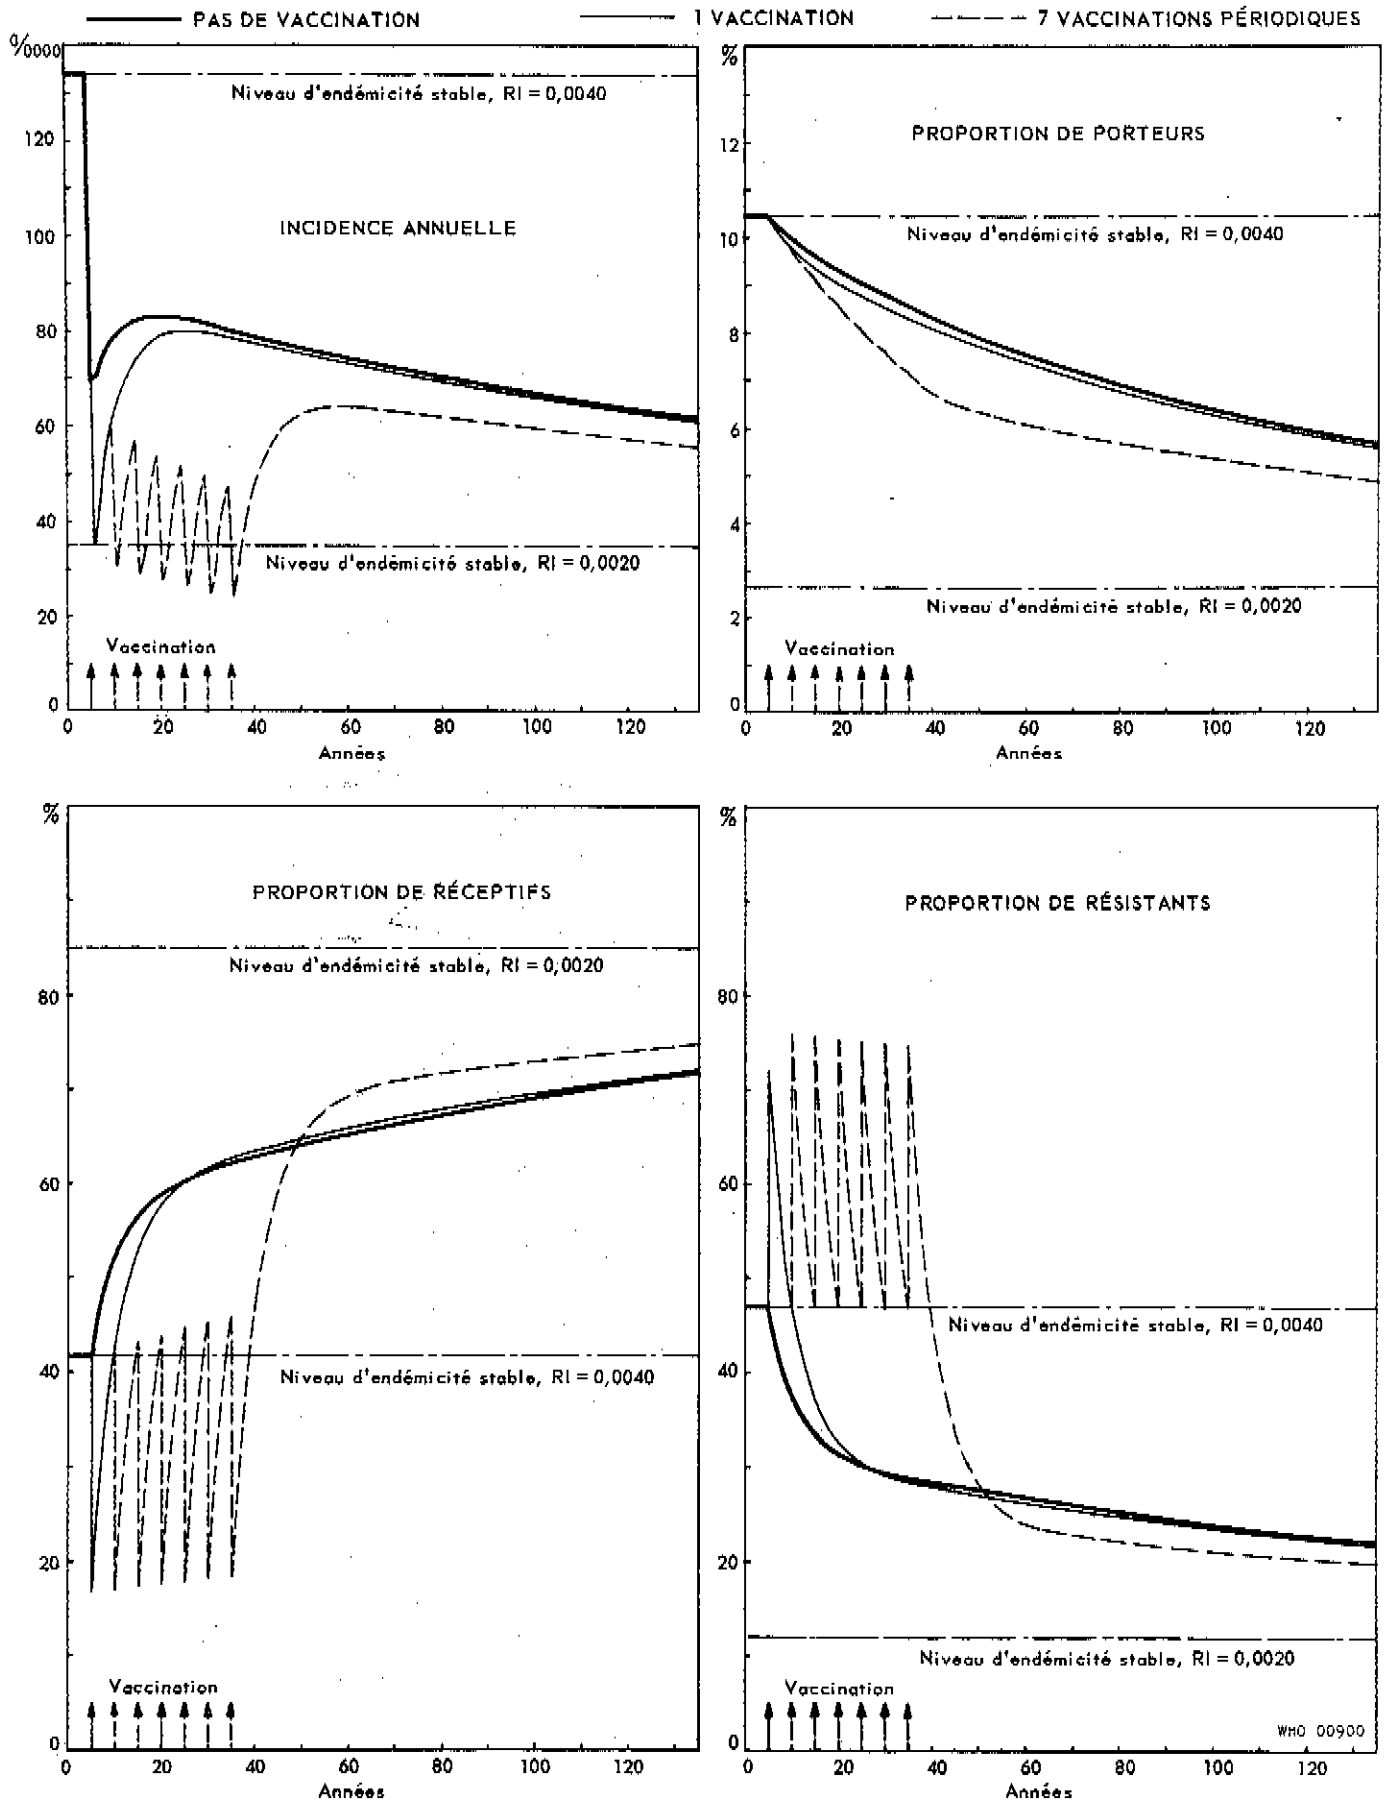 PAS DE VACCINATION
1 VACCINATION
7 VACCINATIONS PÉRIODIQUES
%0000
Niveau d'endémicité stable, RI = 0,0040
120
INCIDENCE ANNUELLE
100
80
60
40
Niveau d'endémicité stable, RI = 0,0020
20
Vaccination
0
0 20 40 60 80 100 120
Années
%
12
PROPORTION DE PORTEURS
10
Niveau d'endémicité stable, RI = 0,0040
8
6
4
Niveau d'endémicité stable, RI = 0,0020
2
Vaccination
0
0 20 40 60 80 100 120
Années
%
PROPORTION DE RÉCEPTIFS
Niveau d'endémicité stable, RI = 0,0020
80
60
40
Niveau d'endémicité stable, RI = 0,0040
20
Vaccination
0
0 20 40 60 80 100 120
Années
%
PROPORTION DE RÉSISTANTS
80
60
Niveau d'endémicité stable, RI = 0,0040
40
20
Niveau d'endémicité stable, RI = 0,0020
Vaccination
WHO 00900
0
0 20 40 60 80 100 120
Années